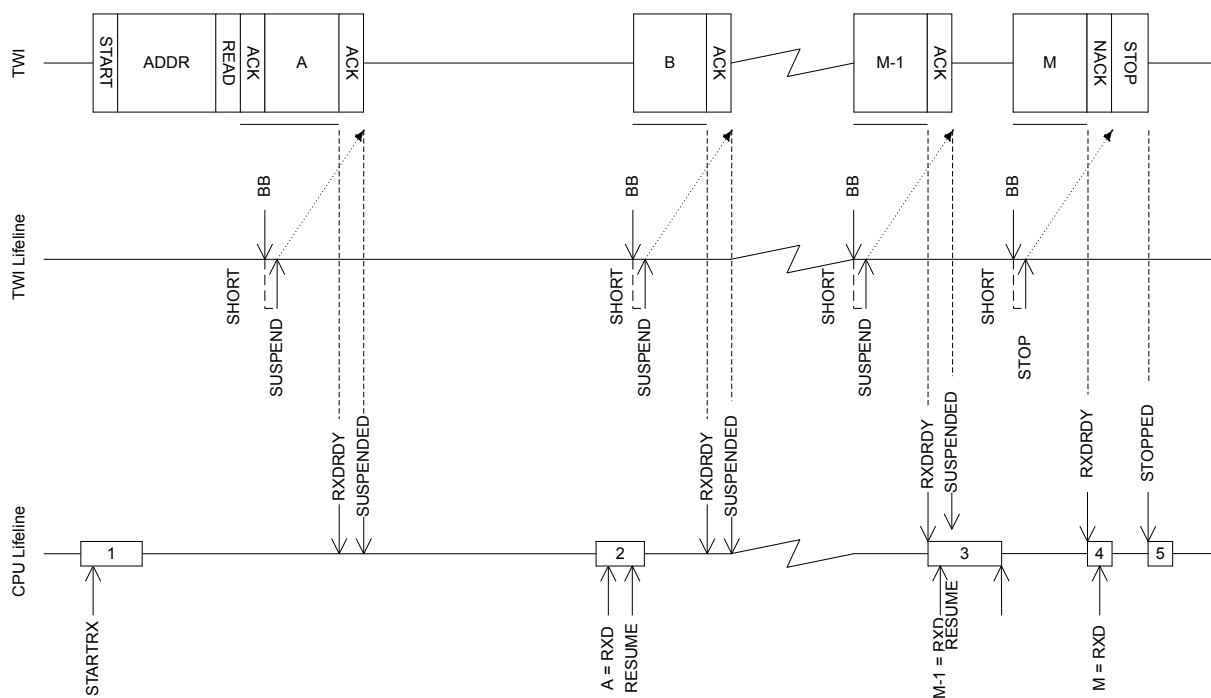 TWI
START
ADDR
READ
ACK
A
ACK
B
ACK
M-1
ACK
M
NACK
STOP
TWI Lifeline
BB
SHORT
SUSPEND
BB
SHORT
SUSPEND
BB
SHORT
SUSPEND
BB
SHORT
STOP
RXDRDY
SUSPENDED
RXDRDY
SUSPENDED
RXDRDY
SUSPENDED
RXDRDY
STOPPED
CPU Lifeline
1
2
3
4
5
STARTRX
A = RXD
RESUME
M-1 = RXD
RESUME
M = RXD